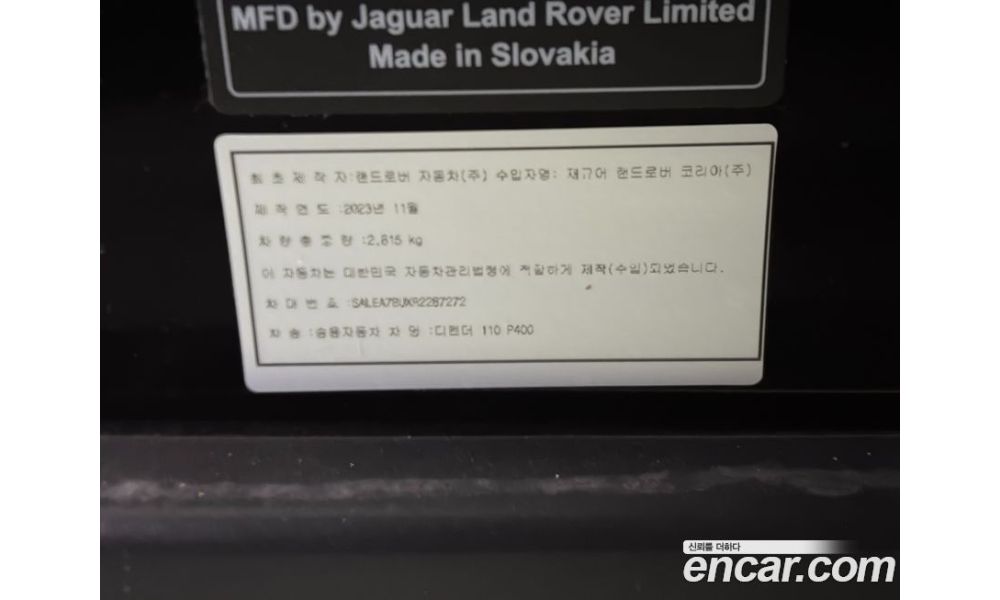 MFD by Jaguar Land Rover Limited
Made in Slovakia
최 초 제 작 자:랜드로버 자동차(주) 수입자명: 재규어 랜드로버 코리아(주)
제 작 연 도 :2023년 11월
차 량 총 중 량 :2,815 kg
이 자동차는 대한민국 자동차관리법령에 적합하게 제작(수입)되었습니다.
차 대 번 호 :SALEA7BUXR2287272
차 종 :승용자동차 차 명 :디펜더 110 P400
신뢰를 더하다
encar.com